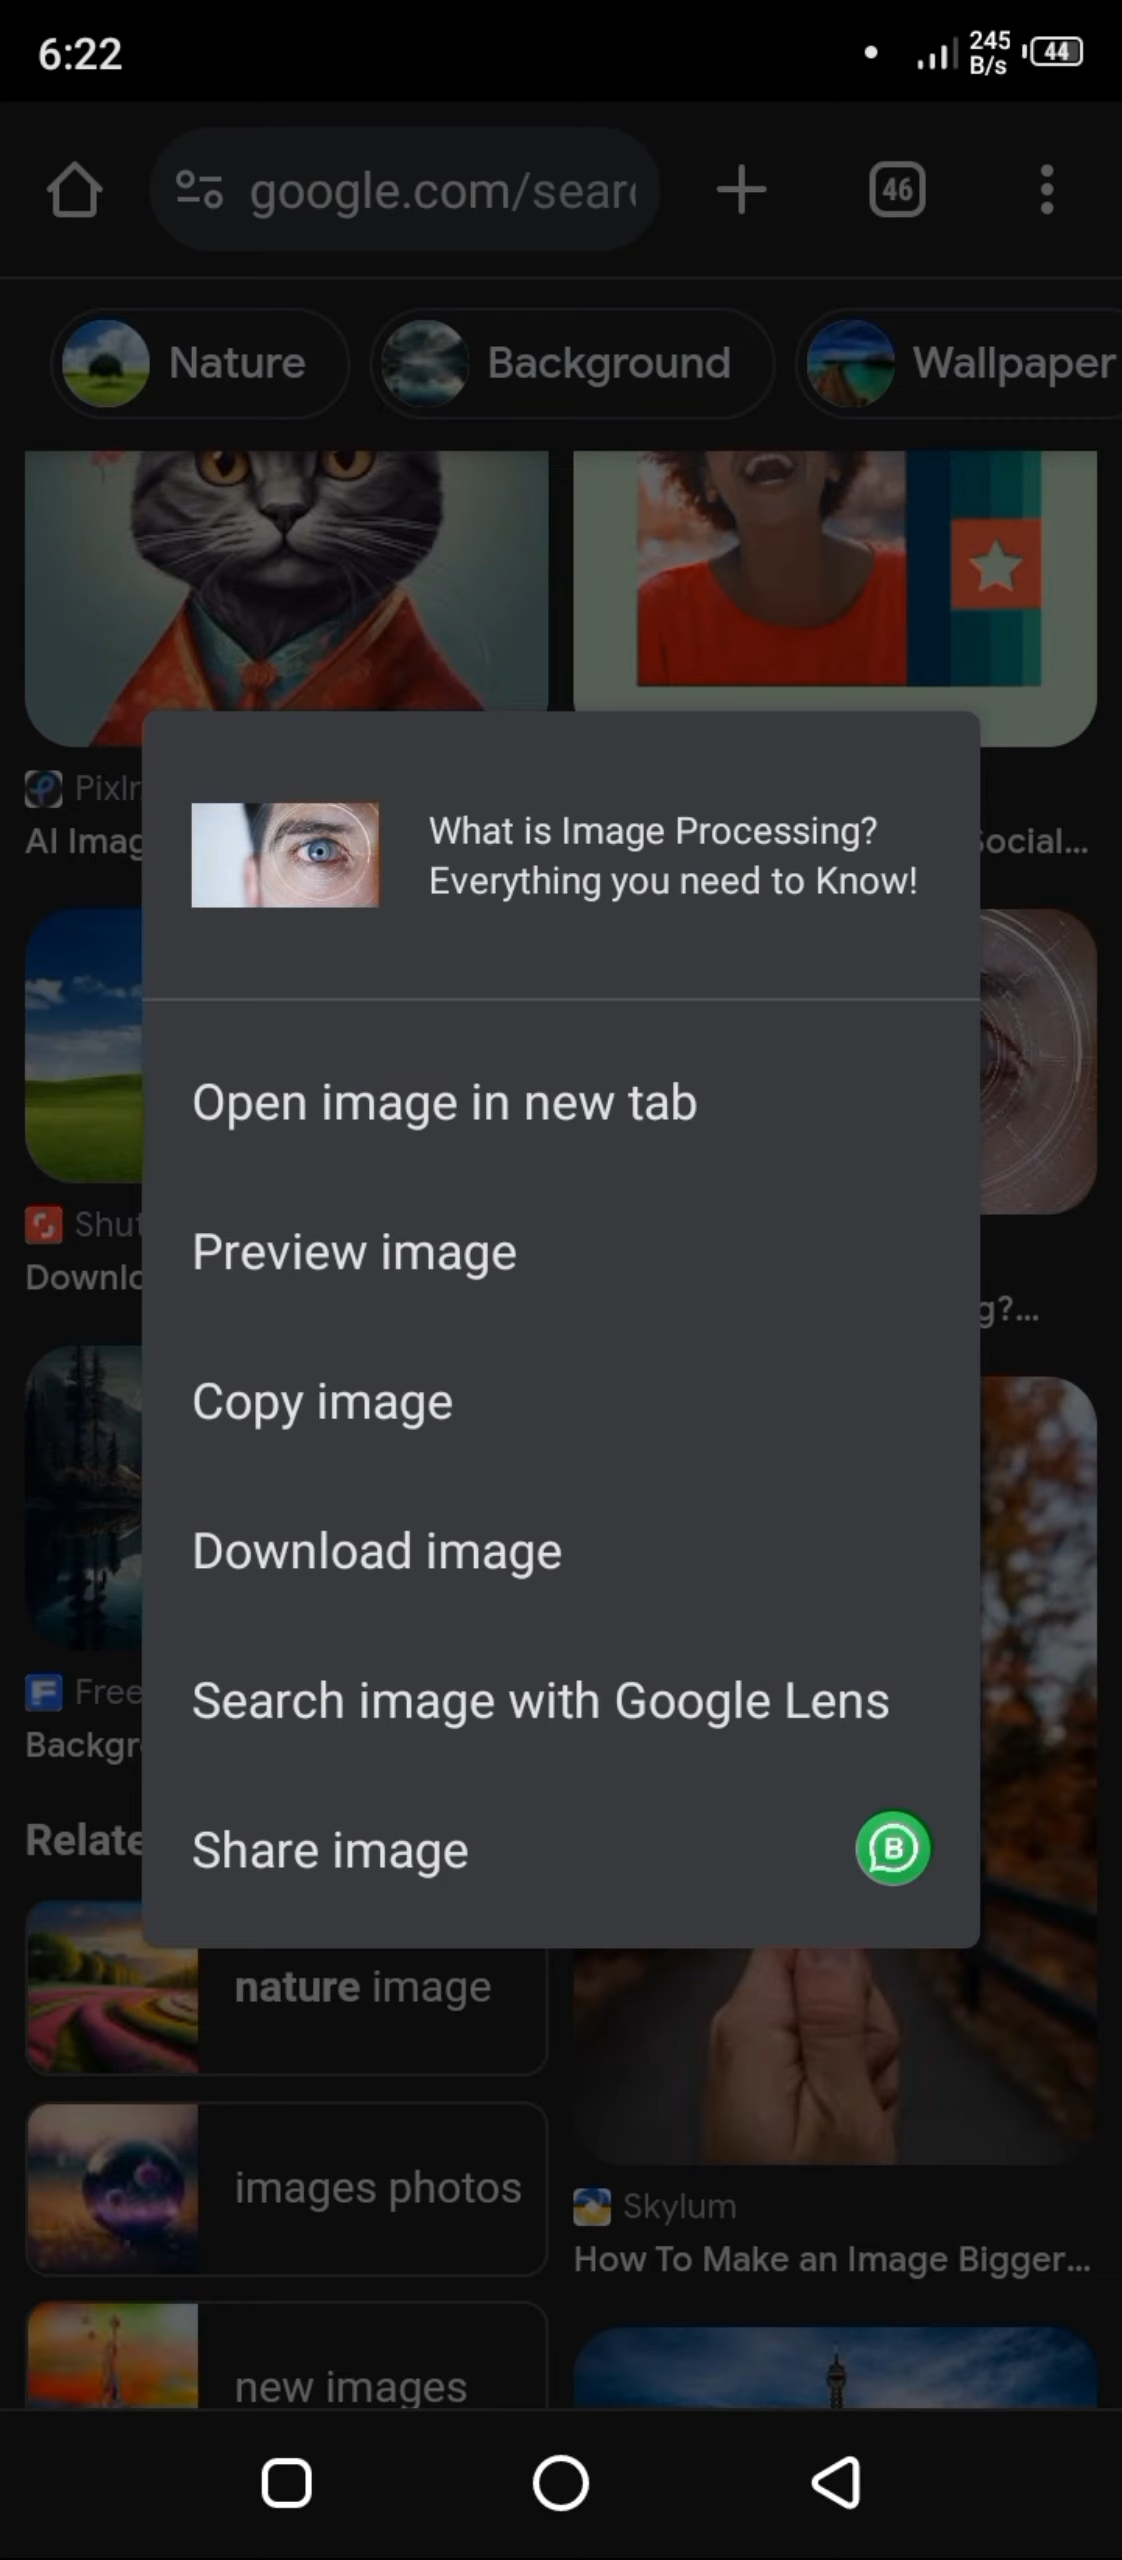 6:22
245
B/s
44
google.com/sear
46
Nature
Background
Wallpaper
Pixlr
AI Imag
Social...
What is Image Processing?
Everything you need to Know!
Open image in new tab
Preview image
Shut
Downlo
g?...
Copy image
Download image
Search image with Google Lens
Free
Backgr
Share image
B
Relate
nature image
images photos
Skylum
How To Make an Image Bigger...
new images